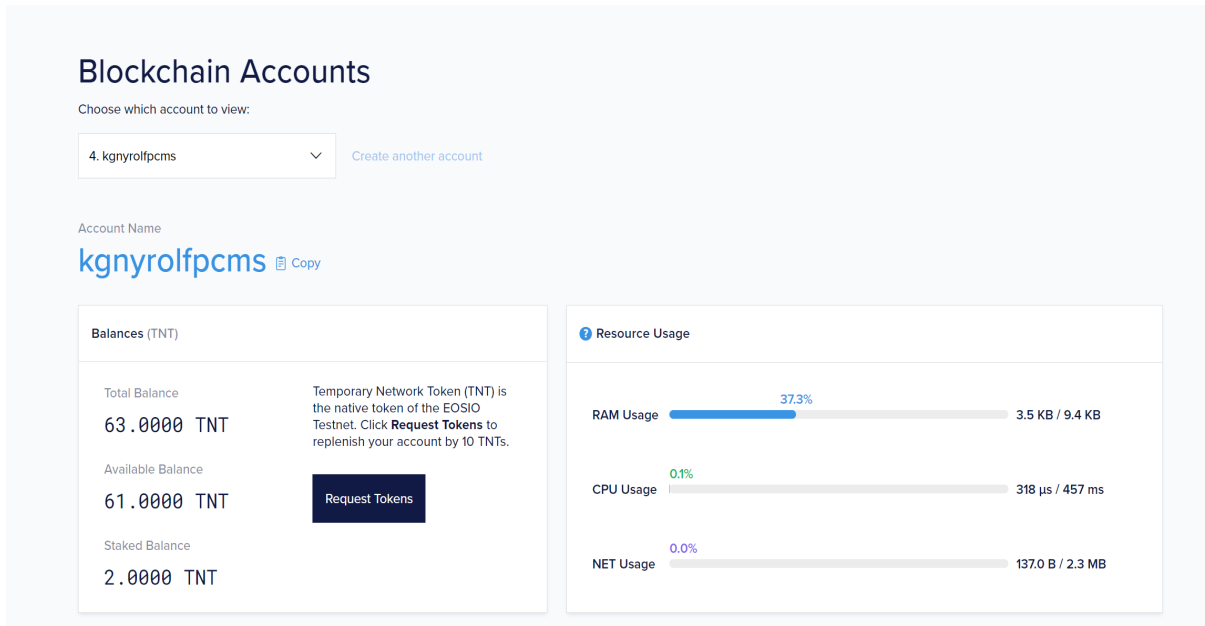 Blockchain Accounts
Choose which account to view:
4. kgnyrolfpcms
Create another account
Account Name
kgnyrolfpcms Copy
Balances (TNT)
Total Balance
63.0000 TNT
Available Balance
61.0000 TNT
Staked Balance
2.0000 TNT
Temporary Network Token (TNT) is
the native token of the EOSIO
Testnet. Click Request Tokens to
replenish your account by 10 TNTs.
Request Tokens
? Resource Usage
37.3%
RAM Usage 3.5 KB / 9.4 KB
0.1%
CPU Usage 318 µs / 457 ms
0.0%
NET Usage 137.0 B / 2.3 MB